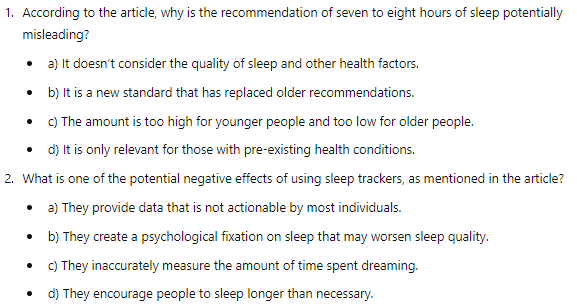 1. According to the article, why is the recommendation of seven to eight hours of sleep potentially
misleading?
• a) It doesn't consider the quality of sleep and other health factors.
• b) It is a new standard that has replaced older recommendations.
• c) The amount is too high for younger people and too low for older people.
• d) It is only relevant for those with pre-existing health conditions.
2. What is one of the potential negative effects of using sleep trackers, as mentioned in the article?
• a) They provide data that is not actionable by most individuals.
• b) They create a psychological fixation on sleep that may worsen sleep quality.
• c) They inaccurately measure the amount of time spent dreaming.
• d) They encourage people to sleep longer than necessary.